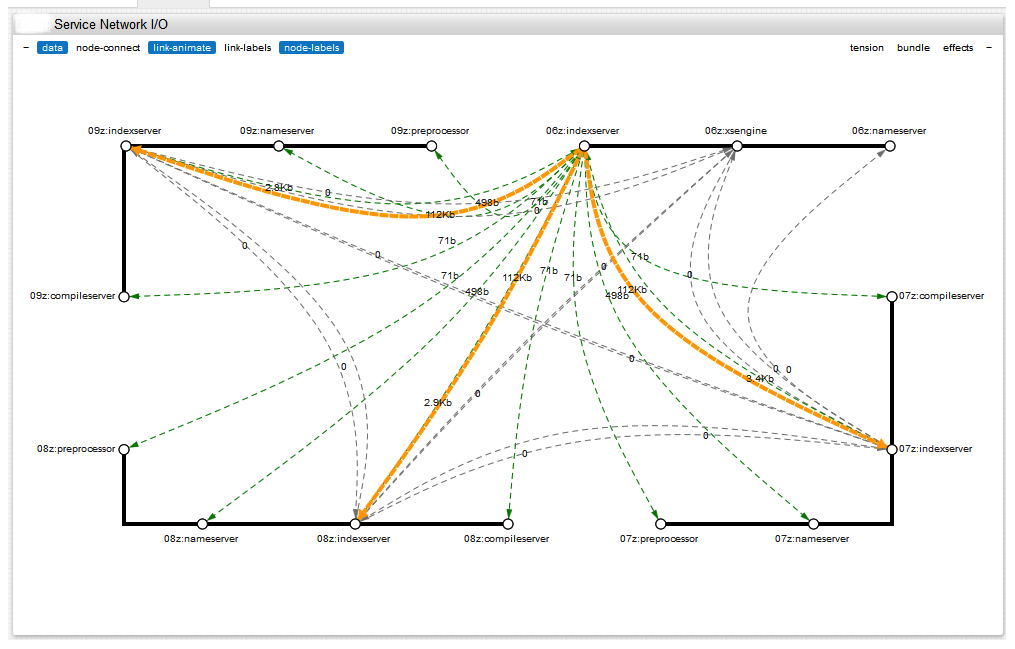 Service Network I/O
– data node-connect link-animate link-labels node-labels tension bundle effects –
09z:indexserver 09z:nameserver 09z:preprocessor 06z:indexserver 06z:xsengine 06z:nameserver
2.8Kb 0 498b 71b
112Kb 0
71b
0 0 71b
71b 112Kb 71b 71b 0 0
498b 498b 112Kb
09z:compileserver 07z:compileserver
0 0 0 0
2.4Kb
0 2.9Kb
0 0
08z:preprocessor 07z:indexserver
08z:nameserver 08z:indexserver 08z:compileserver 07z:preprocessor 07z:nameserver